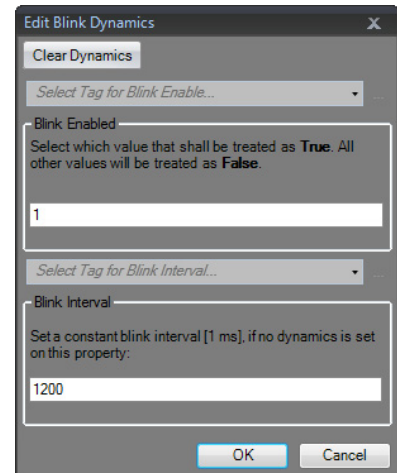 Edit Blink Dynamics
x
Clear Dynamics
Select Tag for Blink Enable...
...
Blink Enabled
Select which value that shall be treated as True. All
other values will be treated as False.
1
Select Tag for Blink Interval...
...
Blink Interval
Set a constant blink interval [1 ms], if no dynamics is set
on this property:
1200
OK Cancel